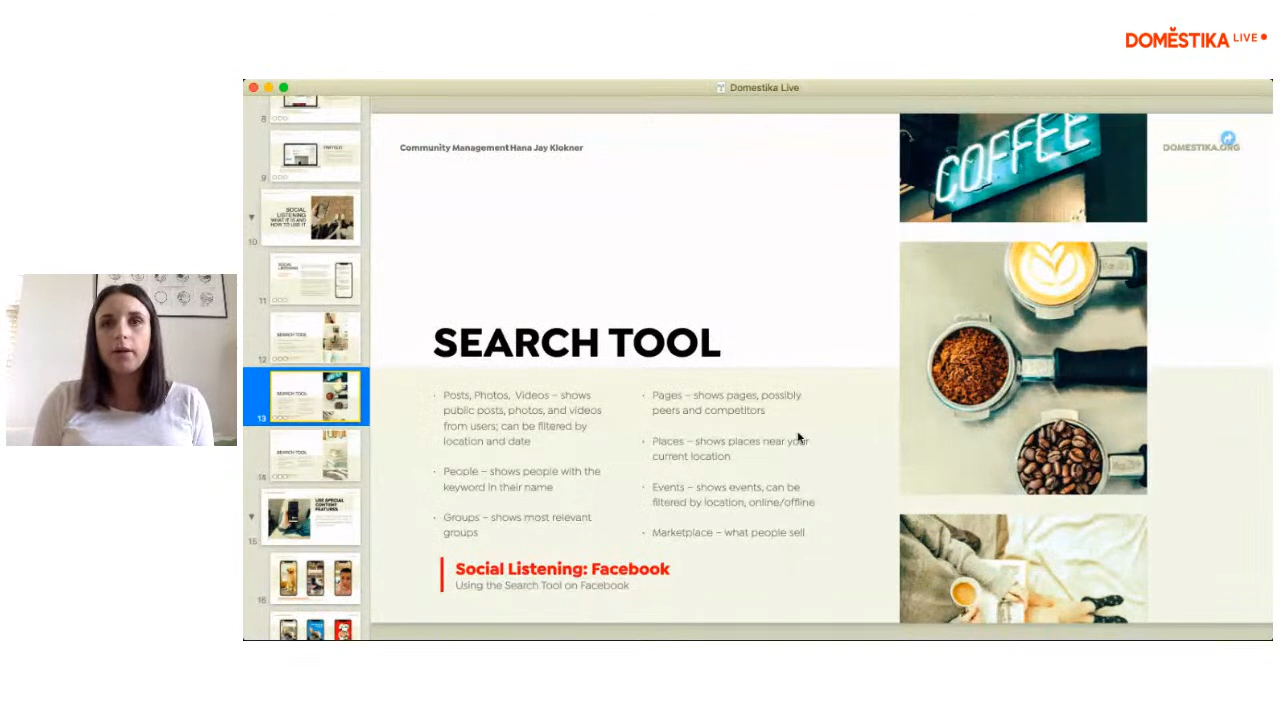 DOMESTIKA LIVE
Domestika Live
Community Management Hana Jay Klokner
DOMESTIKA.ORG
COFFEE
SEARCH TOOL
· Posts, Photos, Videos – shows
public posts, photos, and videos
from users; can be filtered by
location and date
· People – shows people with the
keyword in their name
· Groups – shows most relevant
groups
· Pages – shows pages, possibly
peers and competitors
· Places – shows places near your
current location
· Events – shows events, can be
filtered by location, online/offline
· Marketplace – what people sell
Social Listening: Facebook
Using the Search Tool on Facebook
8
9
SOCIAL
LISTENING
WHAT IT IS AND
HOW TO USE IT
10
SOCIAL
LISTENING
11
SEARCH TOOL
12
SEARCH TOOL
13
SEARCH TOOL
14
USE SPECIAL
CONTENT
FEATURES
15
16